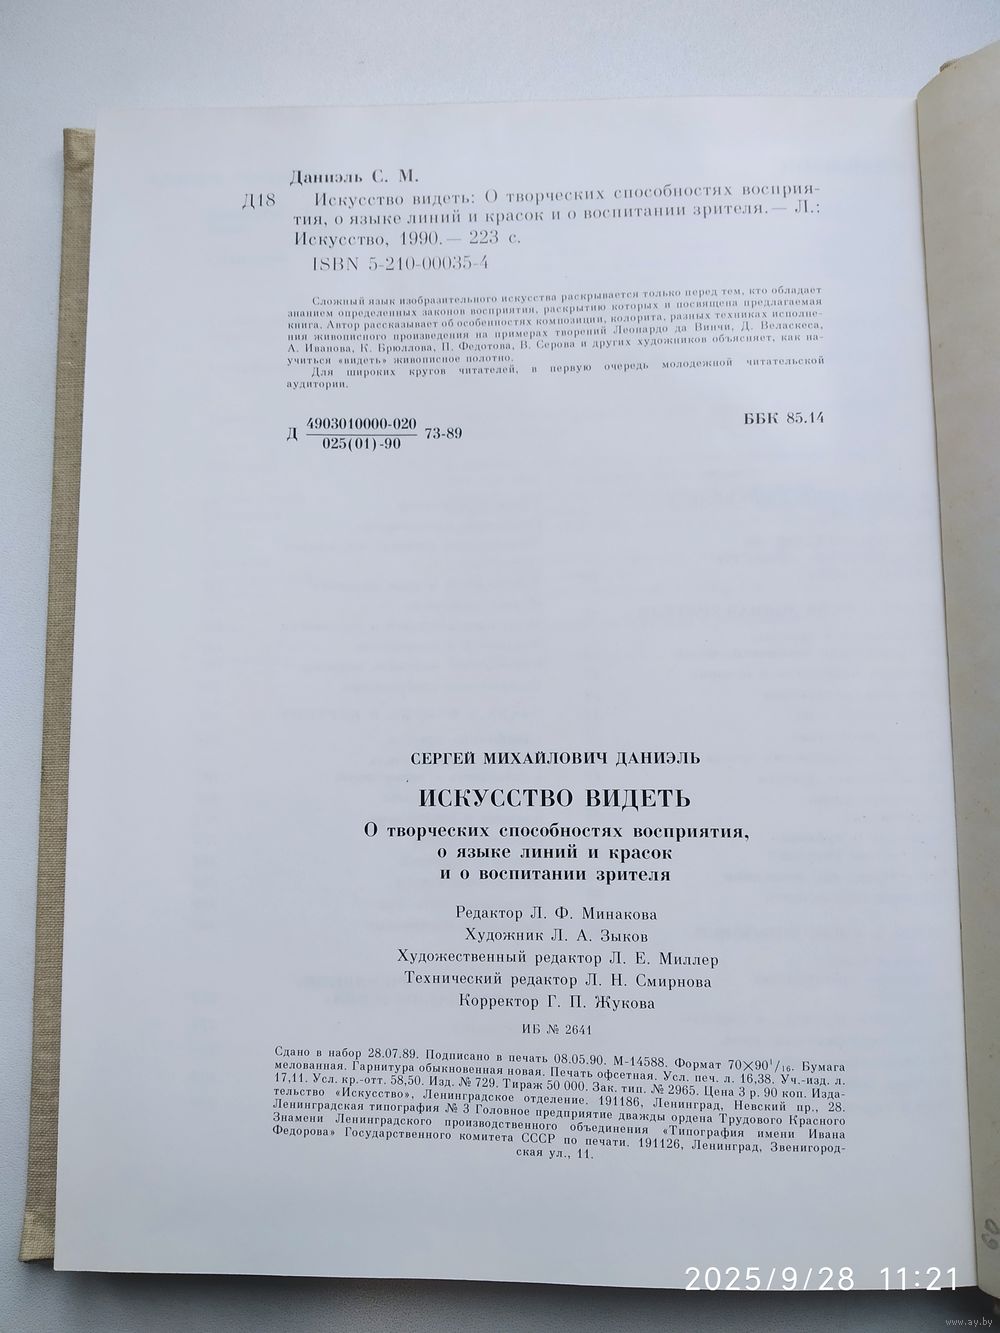 Даниэль С. М.
Д18 Искусство видеть: О творческих способностях восприя-
тия, о языке линий и красок и о воспитании зрителя.— Л.:
Искусство, 1990.— 223 с.
ISBN 5-210-00035-4
Сложный язык изобразительного искусства раскрывается только перед тем, кто обладает
знанием определенных законов восприятия, раскрытию которых и посвящена предлагаемая
книга. Автор рассказывает об особенностях композиции, колорита, разных техниках исполне-
ния живописного произведения на примерах творений Леонардо да Винчи, Д. Веласкеса,
А. Иванова, К. Брюллова, П. Федотова, В. Серова и других художников объясняет, как на-
учиться «видеть» живописное полотно.
Для широких кругов читателей, в первую очередь молодежной читательской
аудитории.
Д 4903010000-020 / 025(01)-90 73-89
ББК 85.14
СЕРГЕЙ МИХАЙЛОВИЧ ДАНИЭЛЬ
ИСКУССТВО ВИДЕТЬ
О творческих способностях восприятия,
о языке линий и красок
и о воспитании зрителя
Редактор Л. Ф. Минакова
Художник Л. А. Зыков
Художественный редактор Л. Е. Миллер
Технический редактор Л. Н. Смирнова
Корректор Г. П. Жукова
ИБ № 2641
Сдано в набор 28.07.89. Подписано в печать 08.05.90. М-14588. Формат 70×90¹/₁₆. Бумага
мелованная. Гарнитура обыкновенная новая. Печать офсетная. Усл. печ. л. 16,38. Уч.-изд. л.
17,11. Усл. кр.-отт. 58,50. Изд. № 729. Тираж 50 000. Зак. тип. № 2965. Цена 3 р. 90 коп. Изда-
тельство «Искусство», Ленинградское отделение. 191186, Ленинград, Невский пр., 28.
Ленинградская типография № 3 Головное предприятие дважды ордена Трудового Красного
Знамени Ленинградского производственного объединения «Типография имени Ивана
Федорова» Государственного комитета СССР по печати. 191126, Ленинград, Звенигород-
ская ул., 11.
60
2025/9/28 11:21
www.ay.by